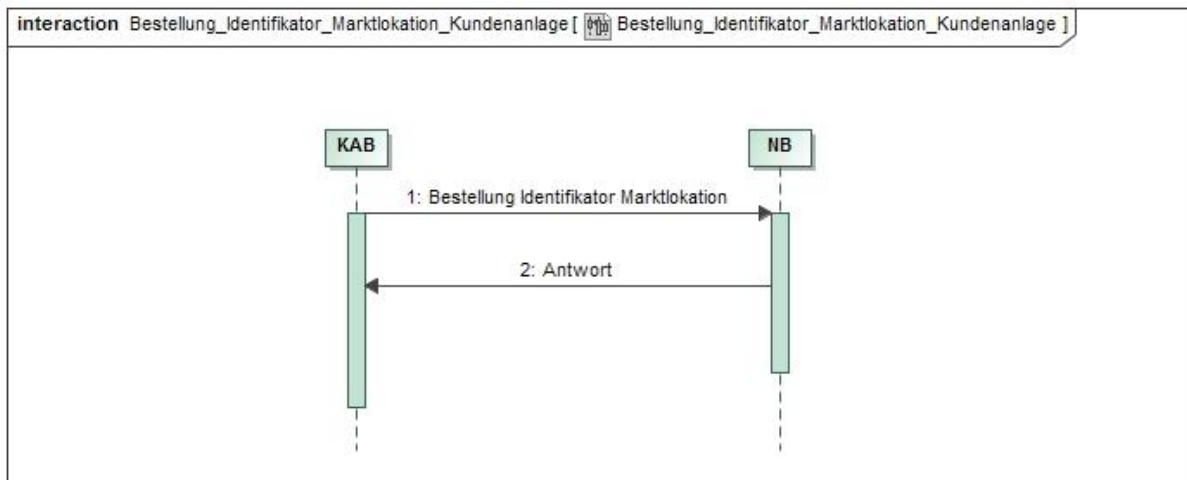 interaction Bestellung_Identifikator_Marktlokation_Kundenanlage [ Bestellung_Identifikator_Marktlokation_Kundenanlage ]
KAB
NB
1: Bestellung Identifikator Marktlokation
2: Antwort